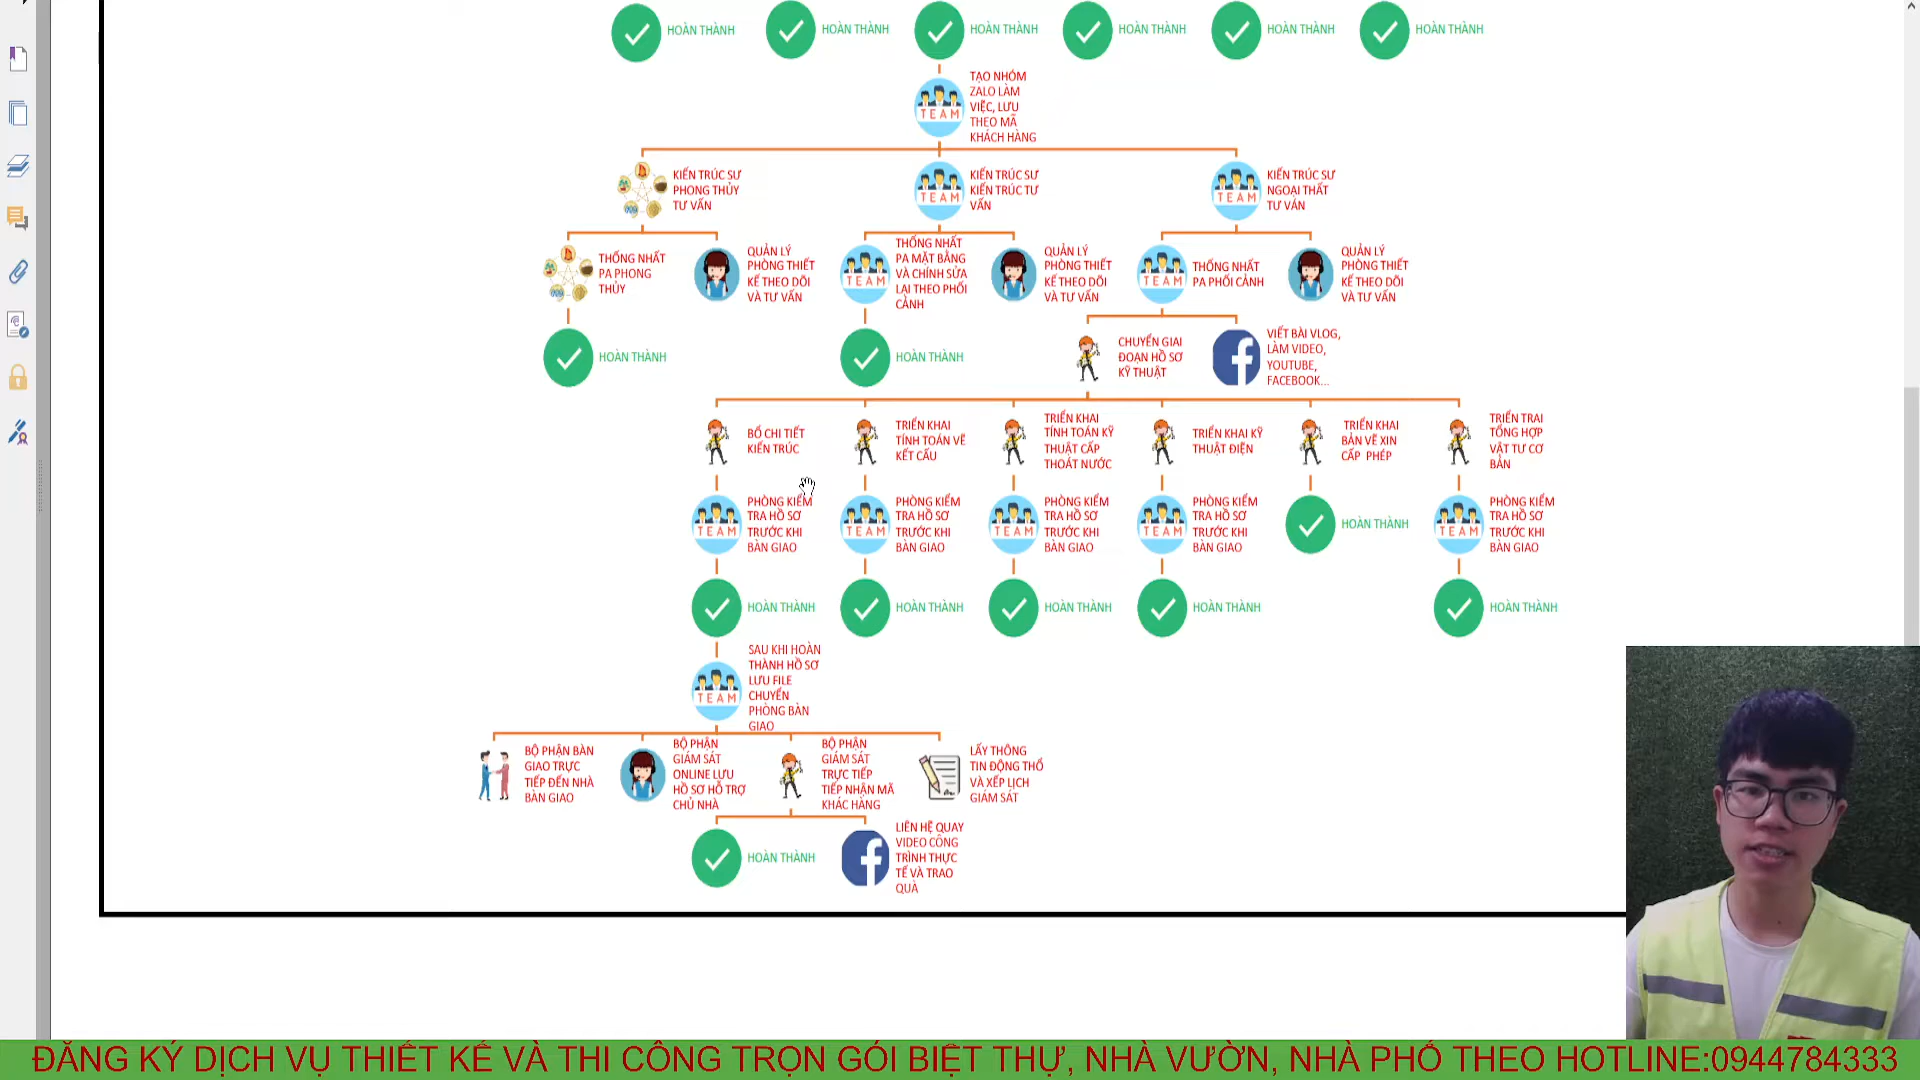 HOÀN THÀNH
HOÀN THÀNH
HOÀN THÀNH
HOÀN THÀNH
HOÀN THÀNH
HOÀN THÀNH
TEAM
TẠO NHÓM
ZALO LÀM
VIỆC, LƯU
THEO MÃ
KHÁCH HÀNG
KIẾN TRÚC SƯ
PHONG THỦY
TƯ VẤN
TEAM
KIẾN TRÚC SƯ
KIẾN TRÚC TƯ
VẤN
TEAM
KIẾN TRÚC SƯ
NGOẠI THẤT
TƯ VẤN
THỐNG NHẤT
PA PHONG
THỦY
QUẢN LÝ
PHÒNG THIẾT
KẾ THEO DÕI
VÀ TƯ VẤN
TEAM
THỐNG NHẤT
PA MẶT BẰNG
VÀ CHỈNH SỬA
LẠI THEO PHỐI
CẢNH
QUẢN LÝ
PHÒNG THIẾT
KẾ THEO DÕI
VÀ TƯ VẤN
TEAM
THỐNG NHẤT
PA PHỐI CẢNH
QUẢN LÝ
PHÒNG THIẾT
KẾ THEO DÕI
VÀ TƯ VẤN
HOÀN THÀNH
HOÀN THÀNH
CHUYỂN GIAI
ĐOẠN HỒ SƠ
KỸ THUẬT
VIẾT BÀI VLOG,
LÀM VIDEO,
YOUTUBE,
FACEBOOK...
BỔ CHI TIẾT
KIẾN TRÚC
TRIỂN KHAI
TÍNH TOÁN VẼ
KẾT CẤU
TRIỂN KHAI
TÍNH TOÁN KỸ
THUẬT CẤP
THOÁT NƯỚC
TRIỂN KHAI KỸ
THUẬT ĐIỆN
TRIỂN KHAI
BẢN VẼ XIN
CẤP PHÉP
TRIỂN TRAI
TỔNG HỢP
VẬT TƯ CƠ
BẢN
TEAM
PHÒNG KIỂM
TRA HỒ SƠ
TRƯỚC KHI
BÀN GIAO
TEAM
PHÒNG KIỂM
TRA HỒ SƠ
TRƯỚC KHI
BÀN GIAO
TEAM
PHÒNG KIỂM
TRA HỒ SƠ
TRƯỚC KHI
BÀN GIAO
TEAM
PHÒNG KIỂM
TRA HỒ SƠ
TRƯỚC KHI
BÀN GIAO
HOÀN THÀNH
TEAM
PHÒNG KIỂM
TRA HỒ SƠ
TRƯỚC KHI
BÀN GIAO
HOÀN THÀNH
HOÀN THÀNH
HOÀN THÀNH
HOÀN THÀNH
HOÀN THÀNH
TEAM
SAU KHI HOÀN
THÀNH HỒ SƠ
LƯU FILE
CHUYỂN
PHÒNG BÀN
GIAO
BỘ PHẬN BÀN
GIAO TRỰC
TIẾP ĐẾN NHÀ
BÀN GIAO
BỘ PHẬN
GIÁM SÁT
ONLINE LƯU
HỒ SƠ HỖ TRỢ
CHỦ NHÀ
BỘ PHẬN
GIÁM SÁT
TRỰC TIẾP
TIẾP NHẬN MÃ
KHÁC HÀNG
LẤY THÔNG
TIN ĐỘNG THỔ
VÀ XẾP LỊCH
GIÁM SÁT
HOÀN THÀNH
LIÊN HỆ QUAY
VIDEO CÔNG
TRÌNH THỰC
TẾ VÀ TRAO
QUÀ
ĐĂNG KÝ DỊCH VỤ THIẾT KẾ VÀ THI CÔNG TRỌN GÓI BIỆT THỰ, NHÀ VƯỜN, NHÀ PHỐ THEO HOTLINE:0944784333